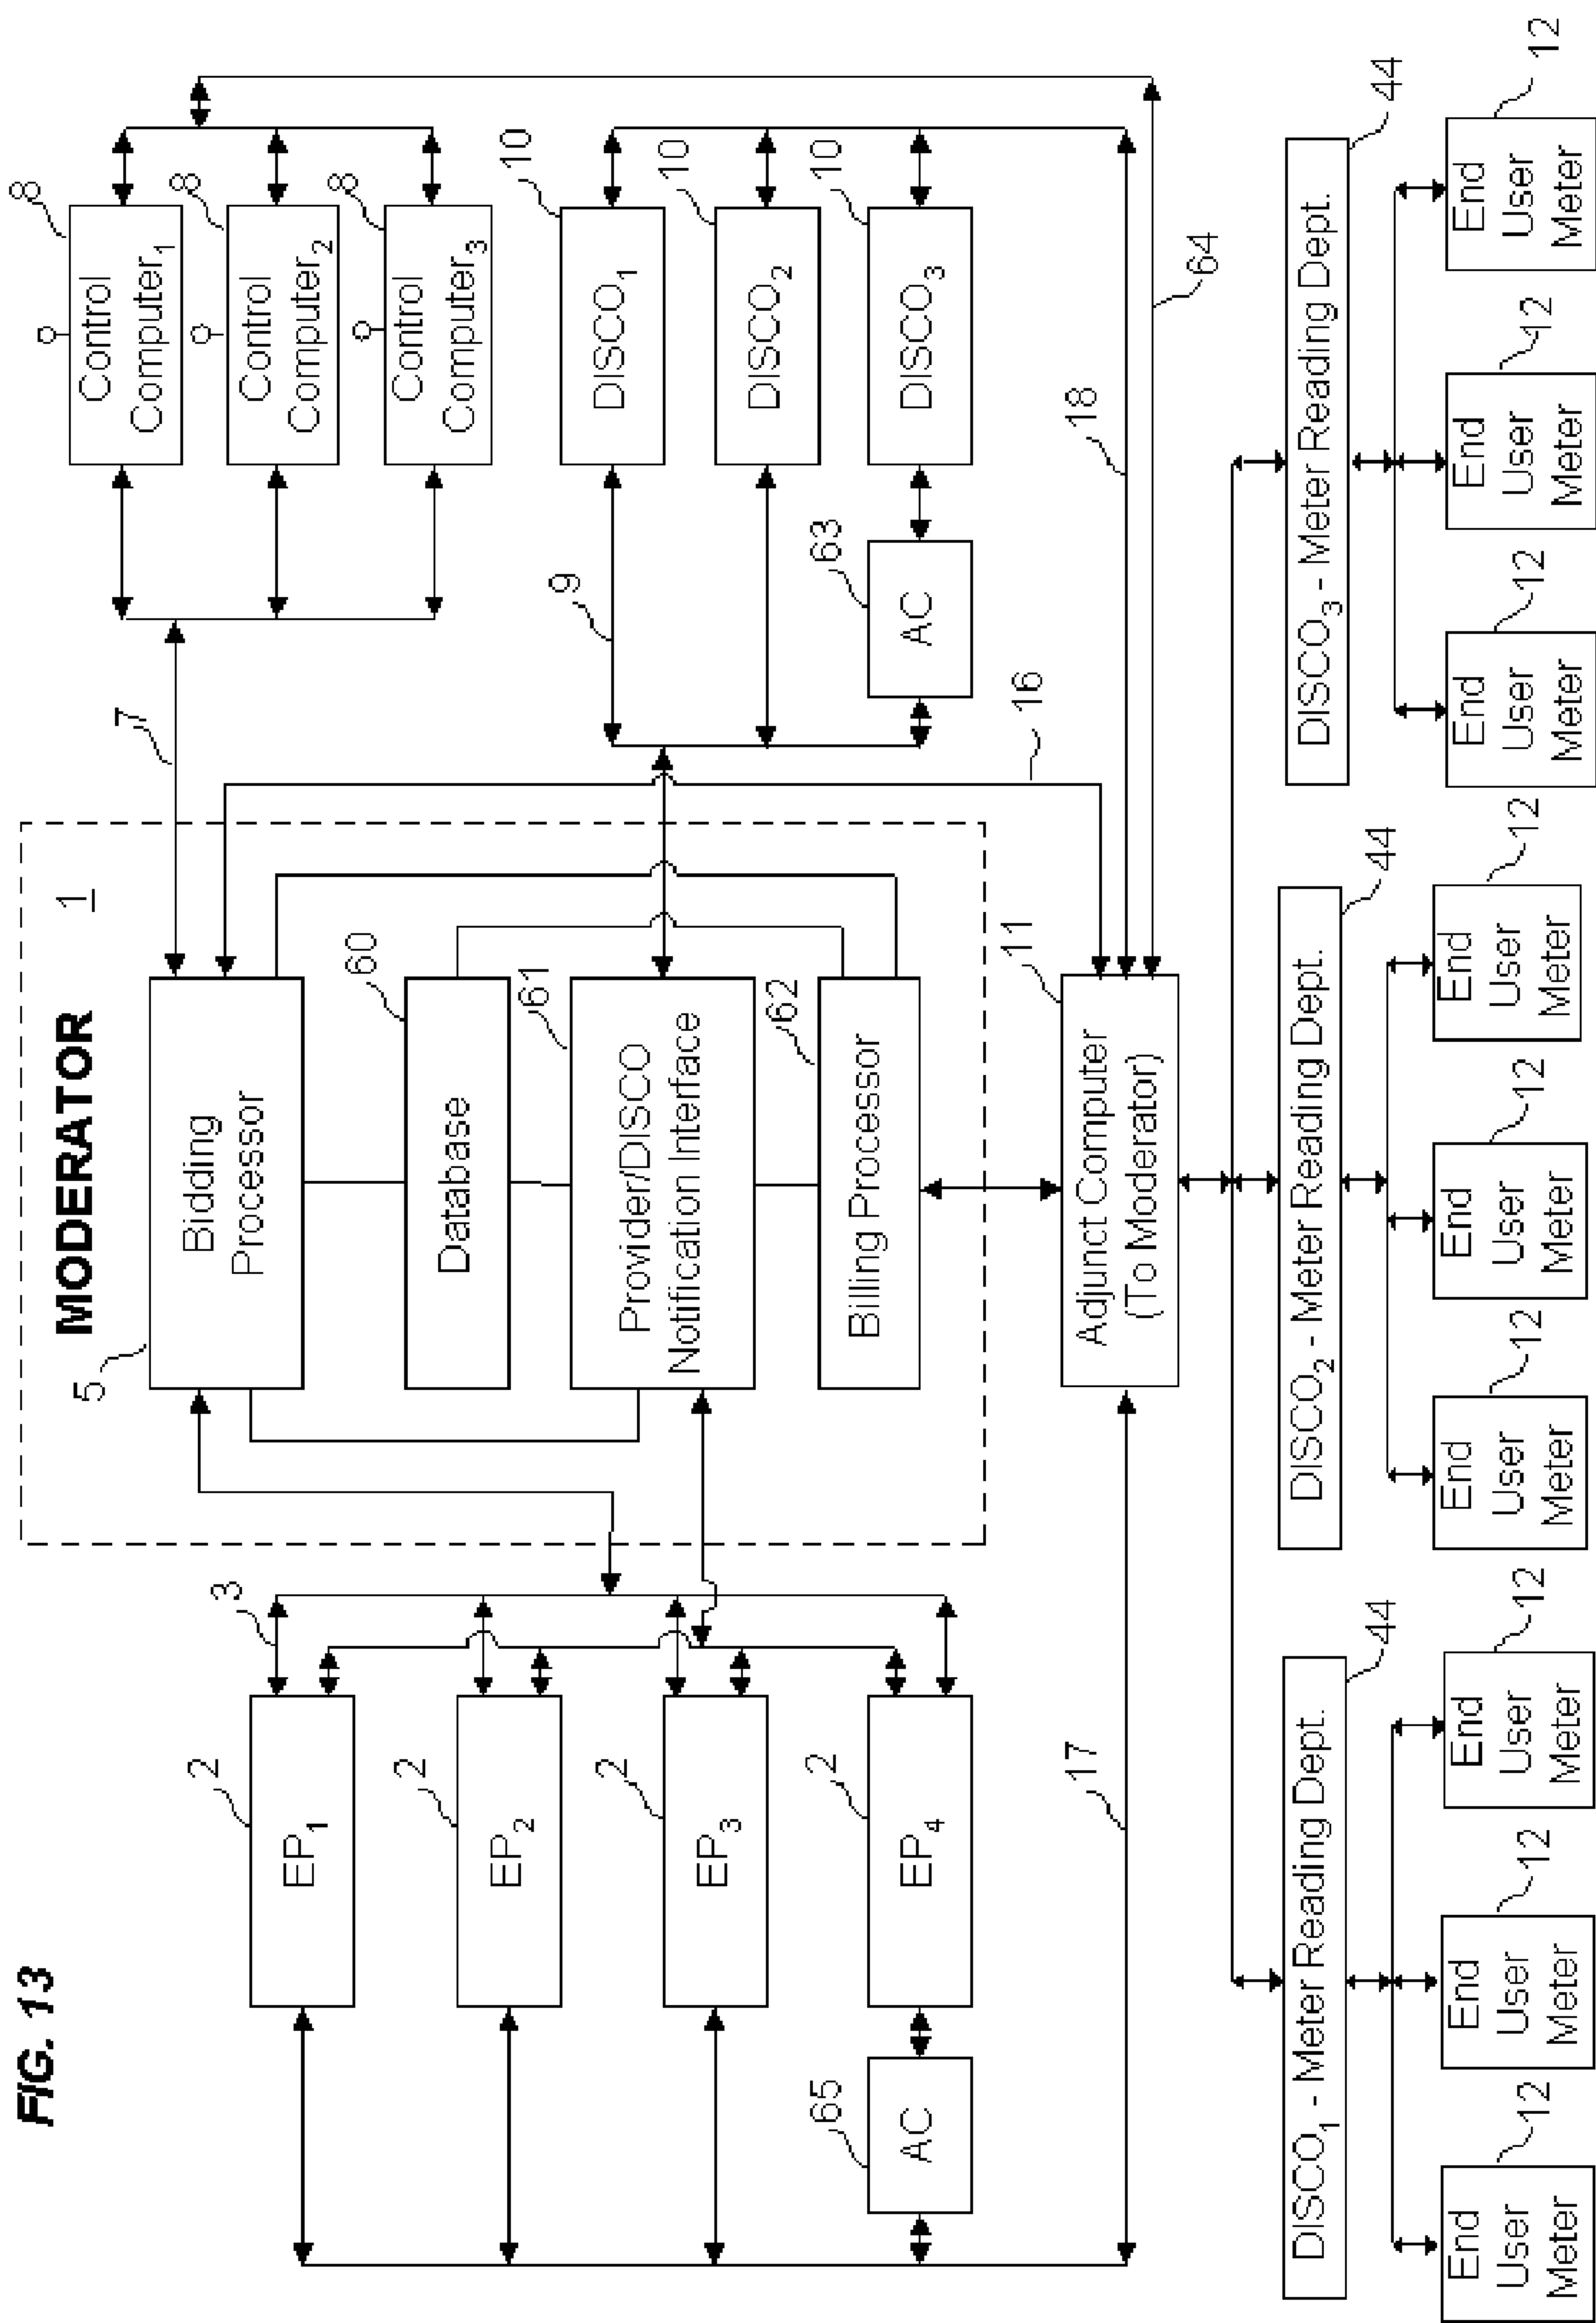 FIG. 13
MODERATOR
1
5
Bidding
Processor
60
Database
61
Provider/DISCO
Notification Interface
62
Billing Processor
3
2
EP1
2
EP2
2
EP3
2
EP4
65
AC
17
7
8
Control
Computer1
8
Control
Computer2
8
Control
Computer3
9
10
DISCO1
10
DISCO2
10
DISCO3
63
AC
16
18
64
11
Adjunct Computer
(To Moderator)
44
DISCO1 - Meter Reading Dept.
44
DISCO2 - Meter Reading Dept.
44
DISCO3 - Meter Reading Dept.
12
End
User
Meter
12
End
User
Meter
12
End
User
Meter
12
End
User
Meter
12
End
User
Meter
12
End
User
Meter
12
End
User
Meter
12
End
User
Meter
12
End
User
Meter